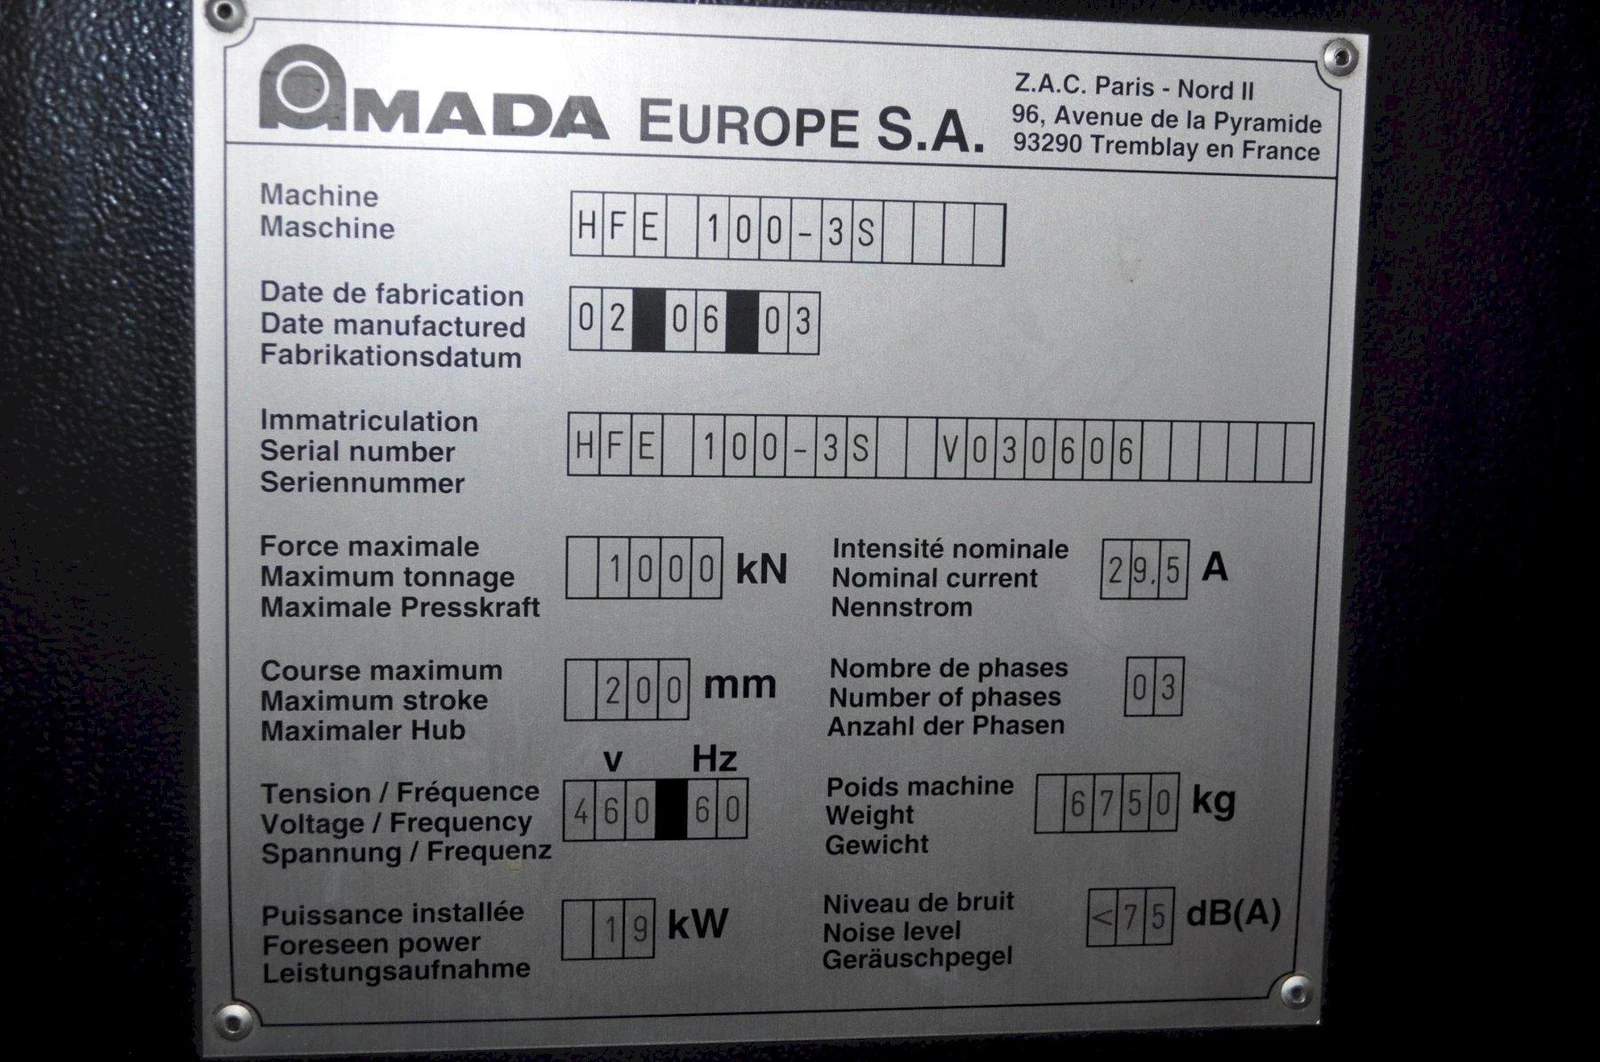 AMADA EUROPE S.A.
Z.A.C. Paris - Nord II
96, Avenue de la Pyramide
93290 Tremblay en France
Machine
Maschine
HFE 100-3S
Date de fabrication
Date manufactured
Fabrikationsdatum
02 06 03
Immatriculation
Serial number
Seriennummer
HFE 100-3S V030606
Force maximale
Maximum tonnage
Maximale Presskraft
1000 kN
Intensité nominale
Nominal current
Nennstrom
29,5 A
Course maximum
Maximum stroke
Maximaler Hub
200 mm
Nombre de phases
Number of phases
Anzahl der Phasen
03
v Hz
Tension / Fréquence
Voltage / Frequency
Spannung / Frequenz
460 60
Poids machine
Weight
Gewicht
6750 kg
Puissance installée
Foreseen power
Leistungsaufnahme
19 kW
Niveau de bruit
Noise level
Geräuschpegel
<75 dB(A)